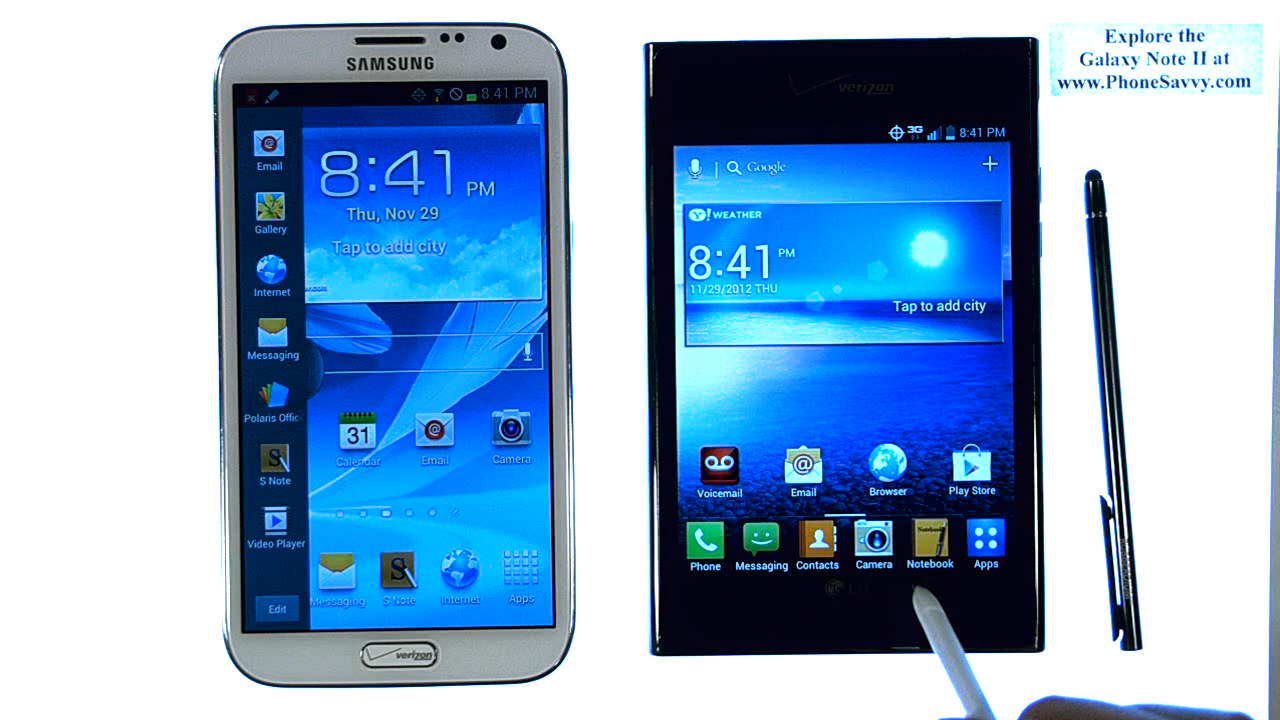 SAMSUNG
8:41 PM
Email
Gallery
Internet
Messaging
Polaris Offic
S Note
Video Player
Edit
8:41 PM
Thu, Nov 29
Tap to add city
Calendar
31
Email
Camera
Messaging
S Note
Internet
Apps
verizon
verizon
3G 8:41 PM
Google
Y! WEATHER
8:41 PM
11/29/2012 THU
Tap to add city
Voicemail
Email
Browser
Play Store
Notebook
Phone
Messaging
Contacts
Camera
Notebook
Apps
LG
Explore the
Galaxy Note II at
www.PhoneSavvy.com